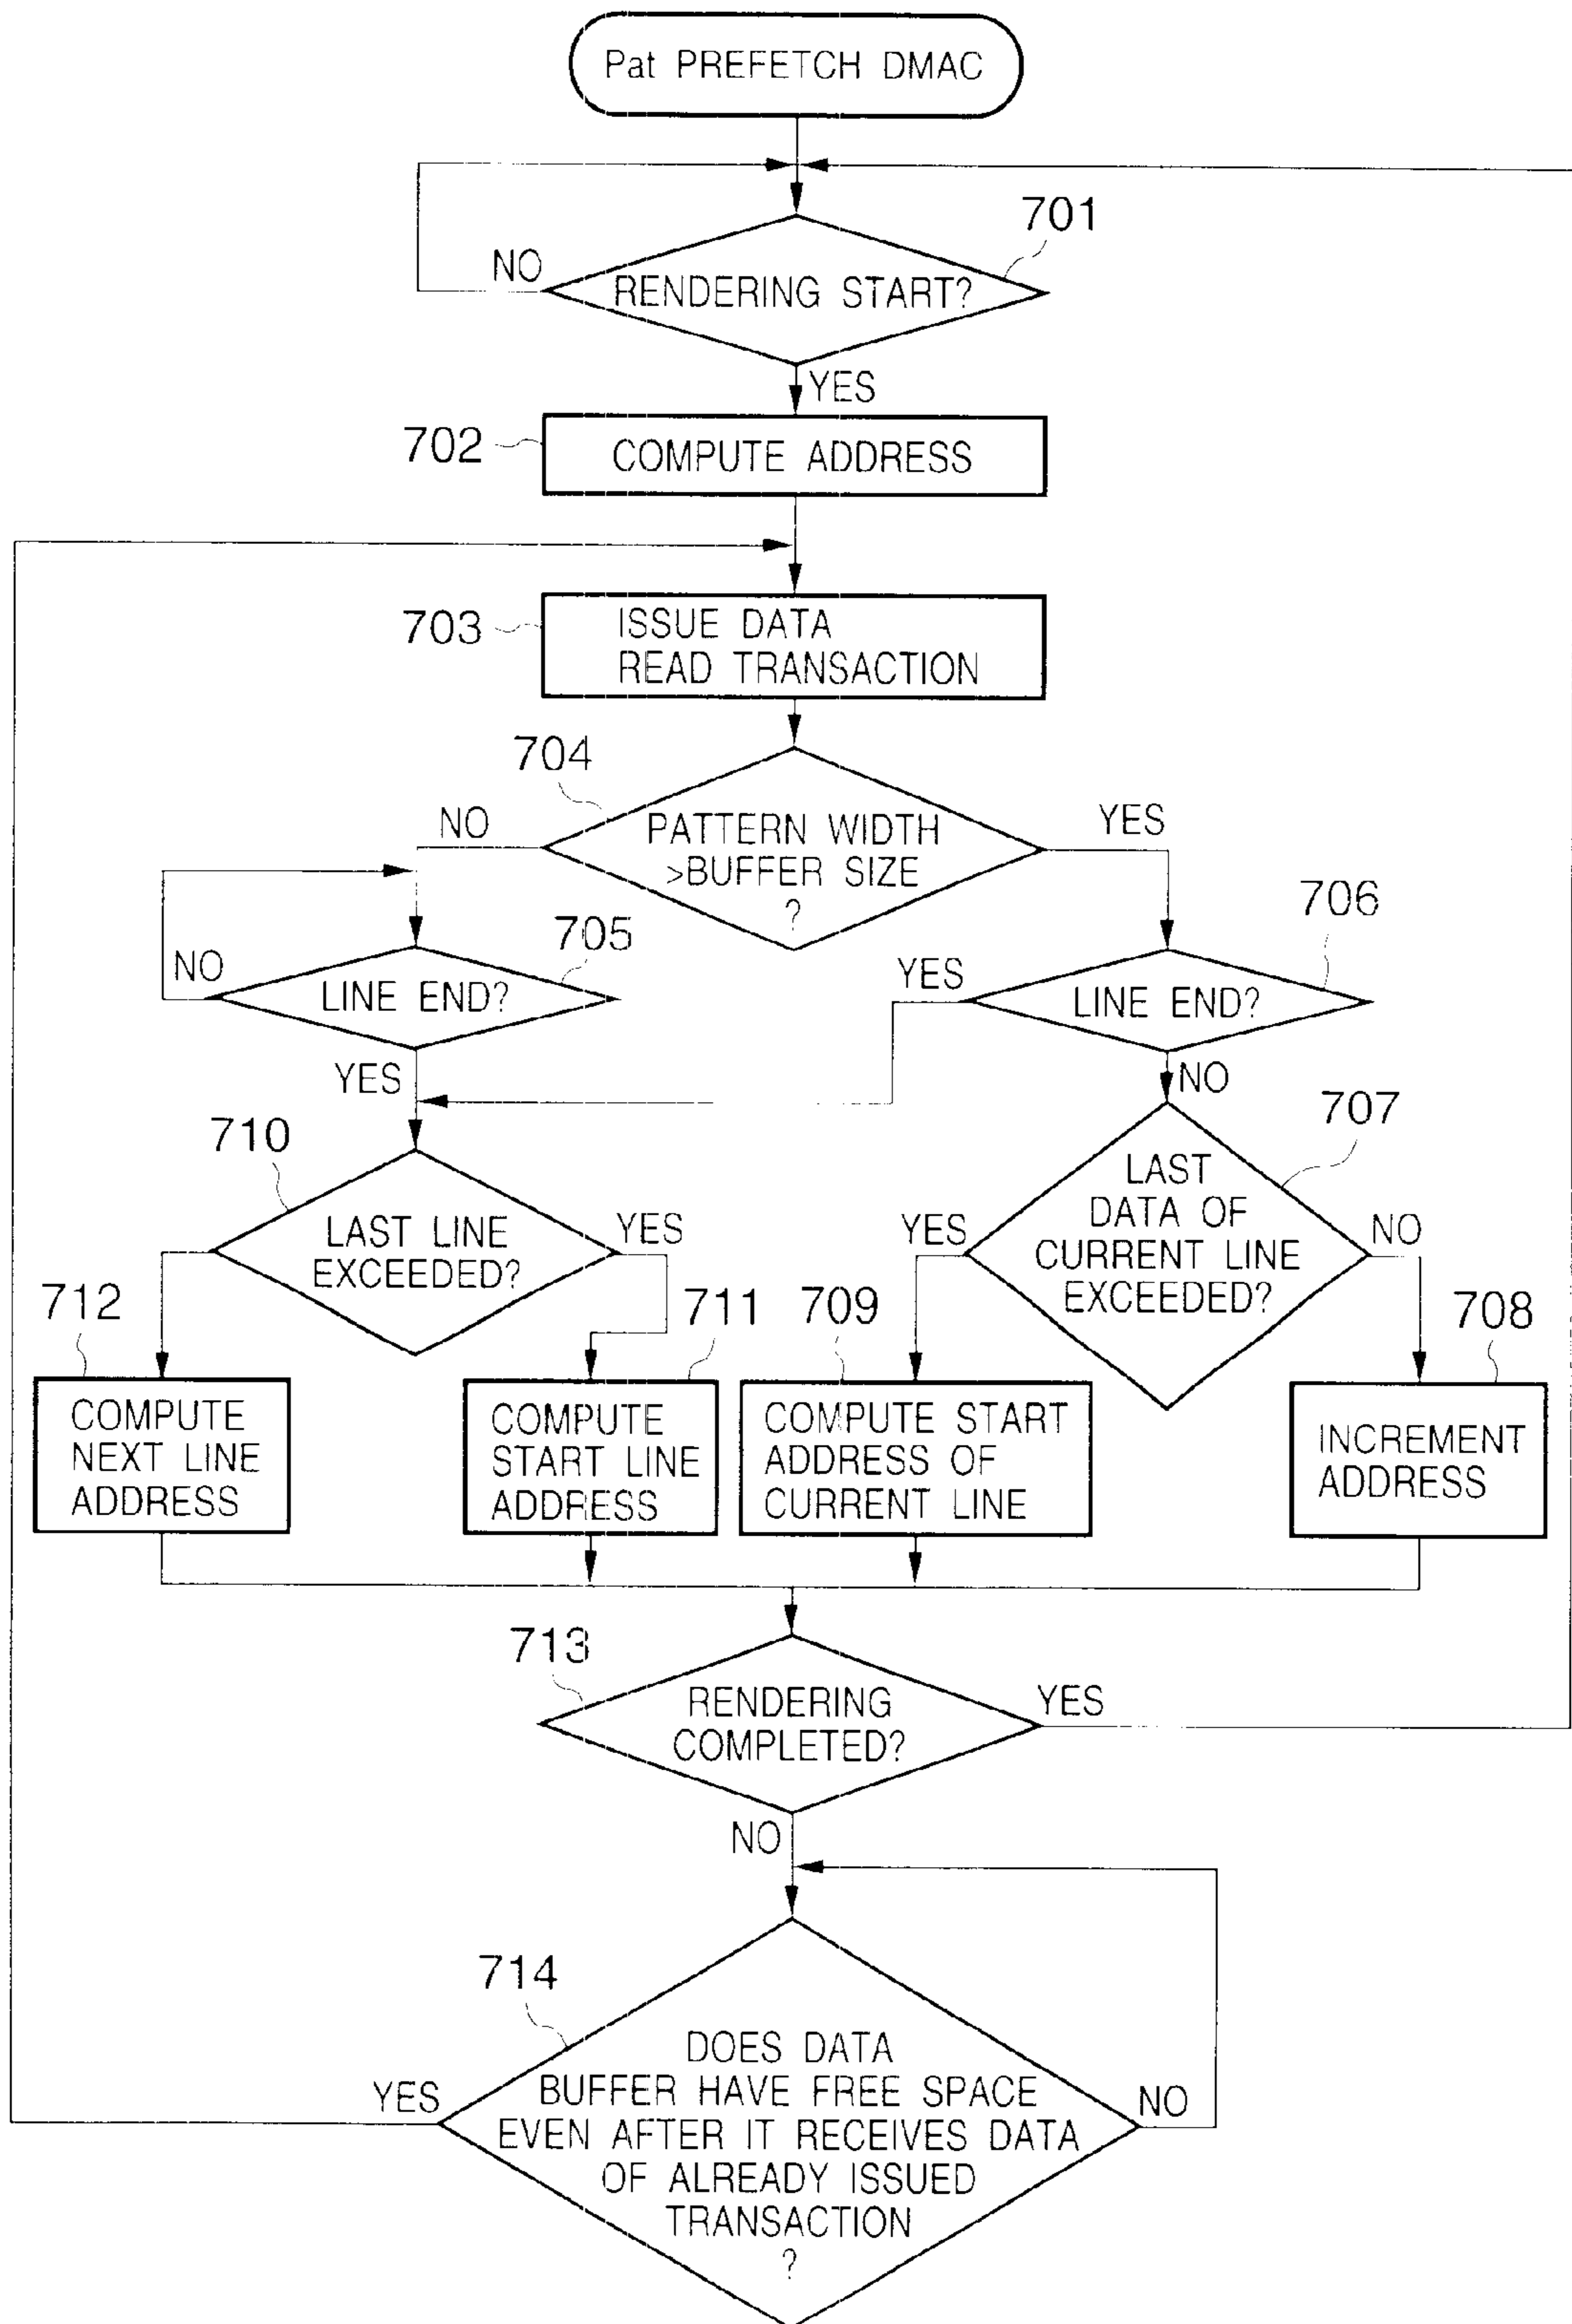 Pat PREFETCH DMAC
701
NO
RENDERING START?
YES
702
COMPUTE ADDRESS
703
ISSUE DATA
READ TRANSACTION
704
NO
PATTERN WIDTH
>BUFFER SIZE
?
YES
705
706
NO
LINE END?
YES
LINE END?
YES
NO
710
707
LAST LINE
EXCEEDED?
YES
YES
LAST
DATA OF
CURRENT LINE
EXCEEDED?
NO
712
711
709
708
COMPUTE
NEXT LINE
ADDRESS
COMPUTE
START LINE
ADDRESS
COMPUTE START
ADDRESS OF
CURRENT LINE
INCREMENT
ADDRESS
713
RENDERING
COMPLETED?
YES
NO
714
YES
DOES DATA
BUFFER HAVE FREE SPACE
EVEN AFTER IT RECEIVES DATA
OF ALREADY ISSUED
TRANSACTION
?
NO